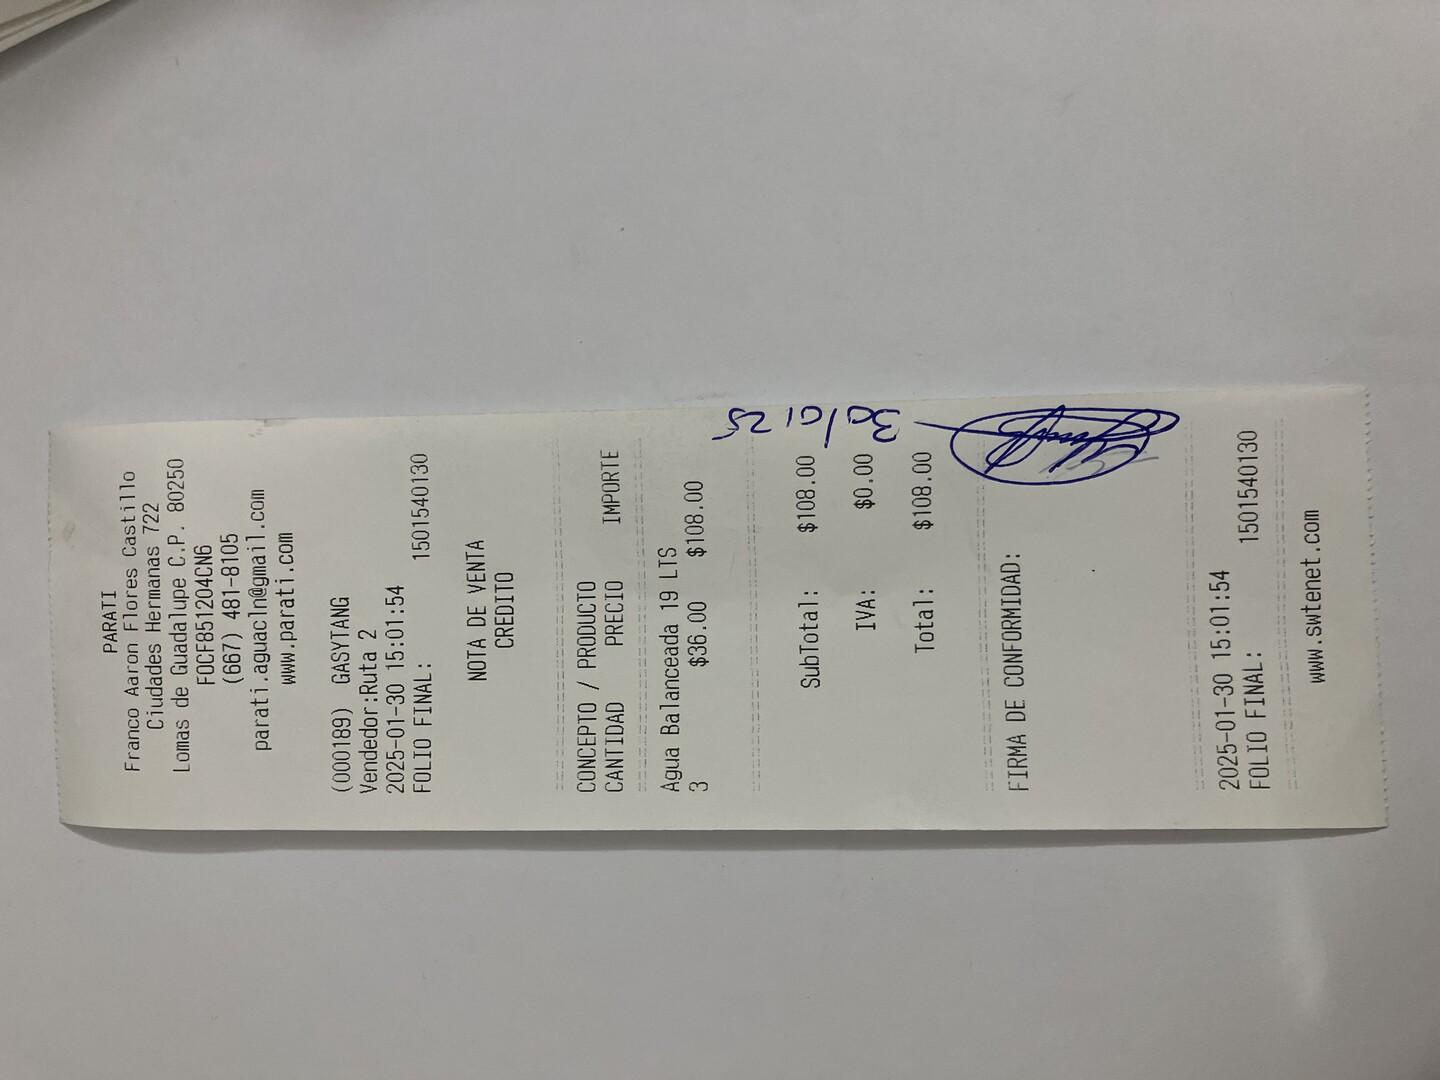 PARATI
Franco Aaron Flores Castillo
Ciudades Hermanas 722
Lomas de Guadalupe C.P. 80250
FOCF851204CN6
(667) 481-8105
parati.aguacln@gmail.com
www.parati.com
(000189) GASYTANG
Vendedor:Ruta 2
2025-01-30 15:01:54
FOLIO FINAL: 1501540130
NOTA DE VENTA
CREDITO
CONCEPTO / PRODUCTO
CANTIDAD PRECIO IMPORTE
Agua Balanceada 19 LTS
3 $36.00 $108.00
SubTotal: $108.00
IVA: $0.00
Total: $108.00
30/01 25
FIRMA DE CONFORMIDAD:
2025-01-30 15:01:54
FOLIO FINAL: 1501540130
www.swtenet.com